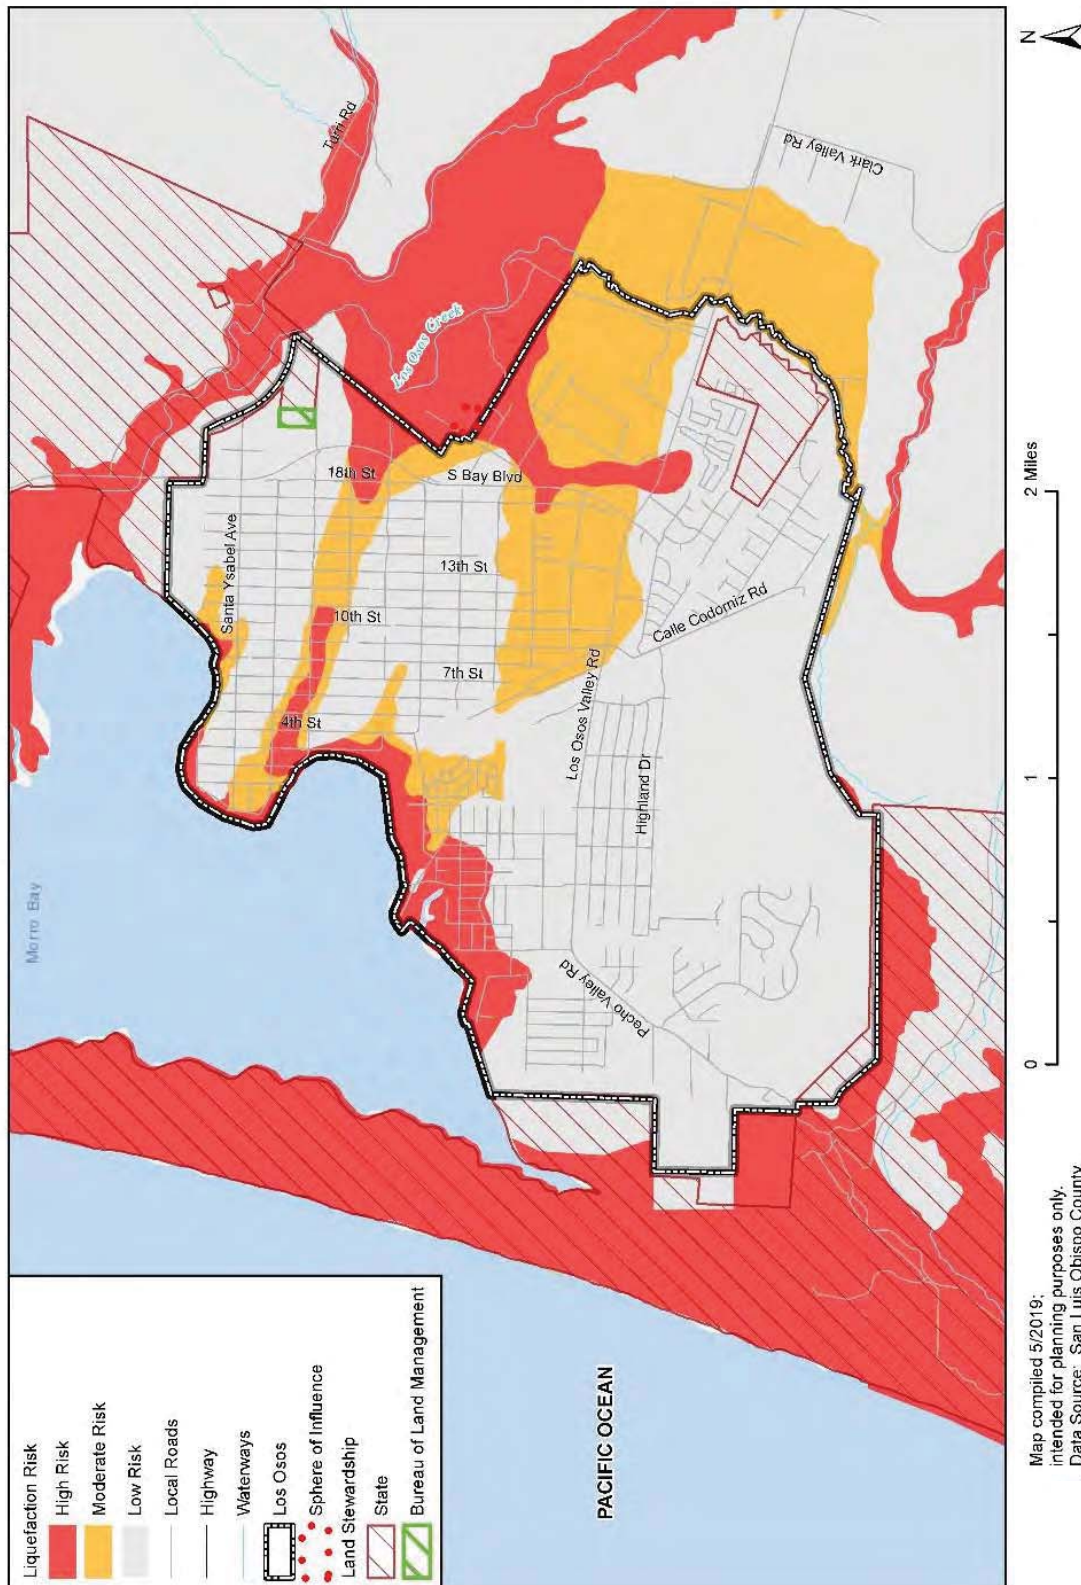 Liquefaction Risk
High Risk
Moderate Risk
Low Risk
Local Roads
Highway
Waterways
Los Osos
Sphere of Influence
Land Stewardship
State
Bureau of Land Management
Morro Bay
PACIFIC OCEAN
Turri Rd
Los Osos Creek
Santa Ysabel Ave
18th St
S Bay Blvd
13th St
10th St
7th St
4th St
Clark Valley Rd
Calle Codorniz Rd
Los Osos Valley Rd
Highland Dr
Pecho Valley Rd
N
0
1
2 Miles
Map compiled 5/2019;
intended for planning purposes only.
Data Source: San Luis Obispo County